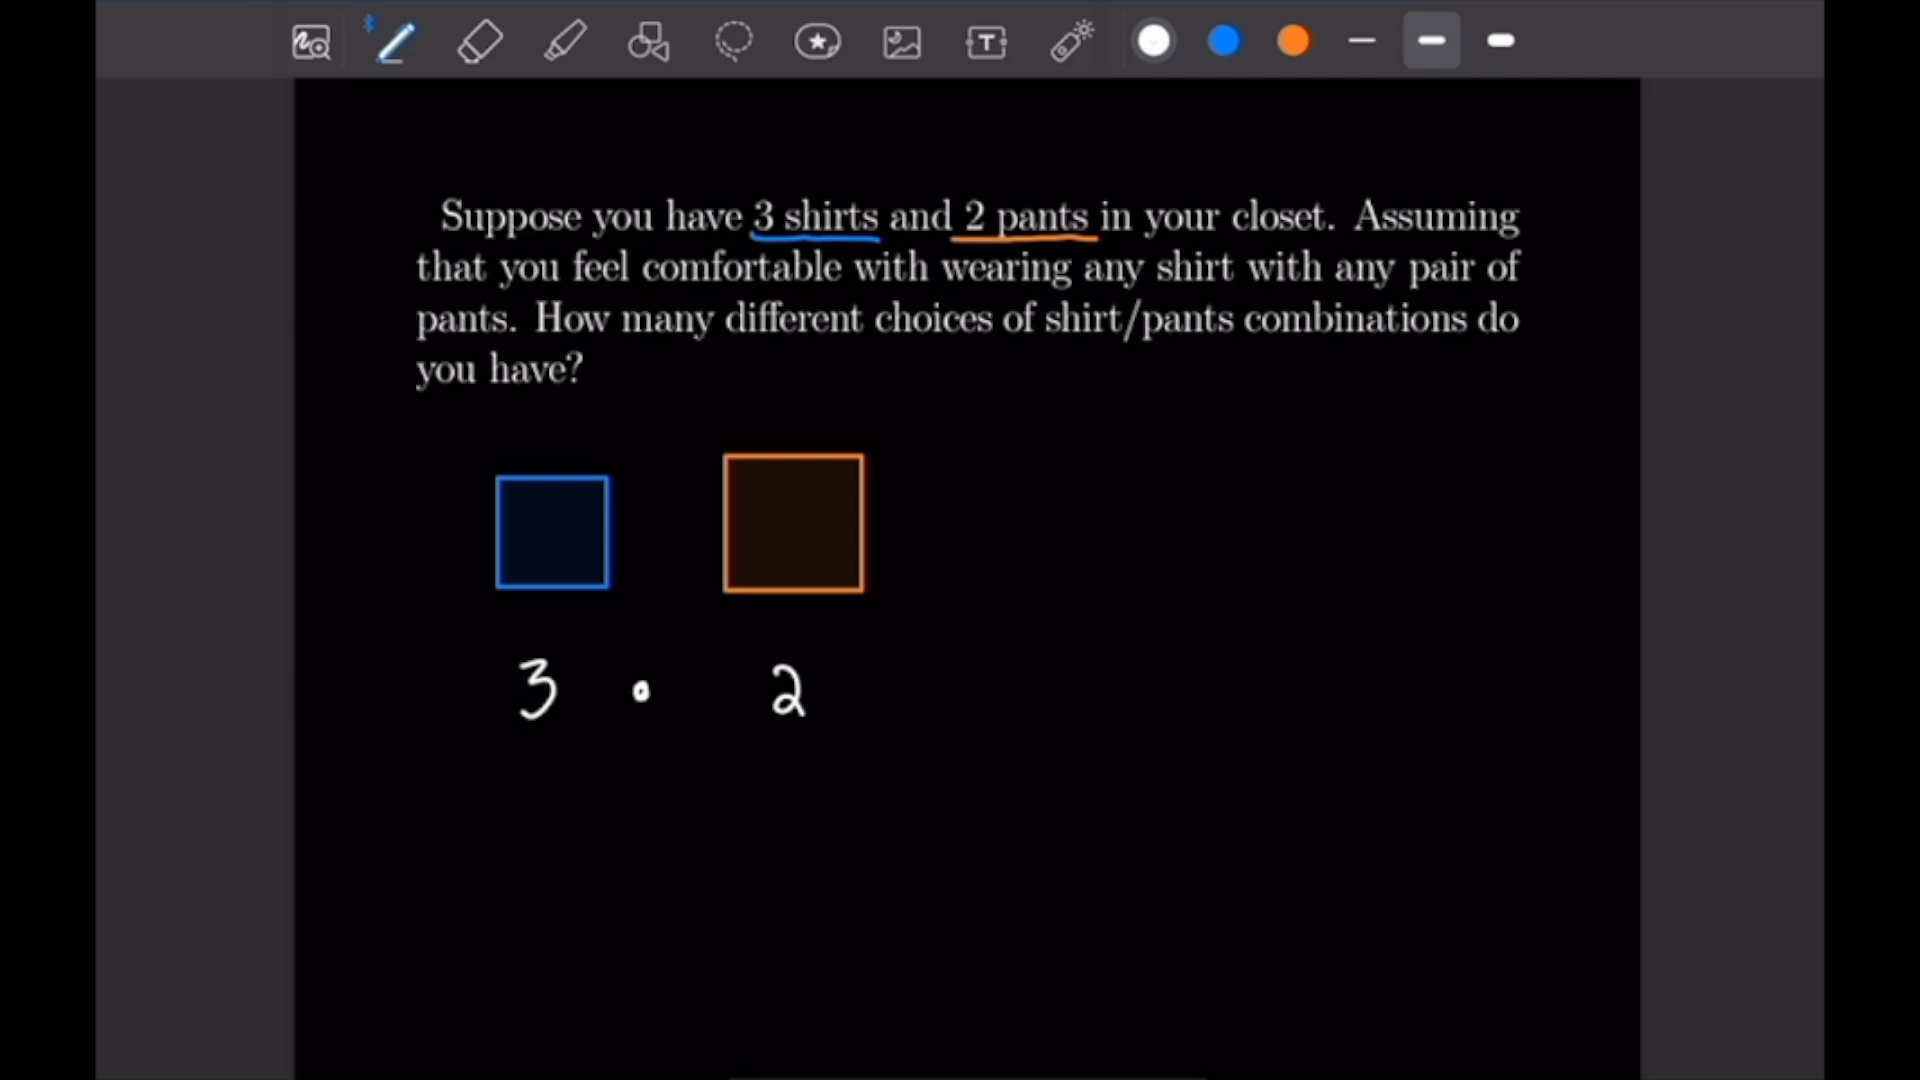 T
Suppose you have 3 shirts and 2 pants in your closet. Assuming
that you feel comfortable with wearing any shirt with any pair of
pants. How many different choices of shirt/pants combinations do
you have?
3 · 2